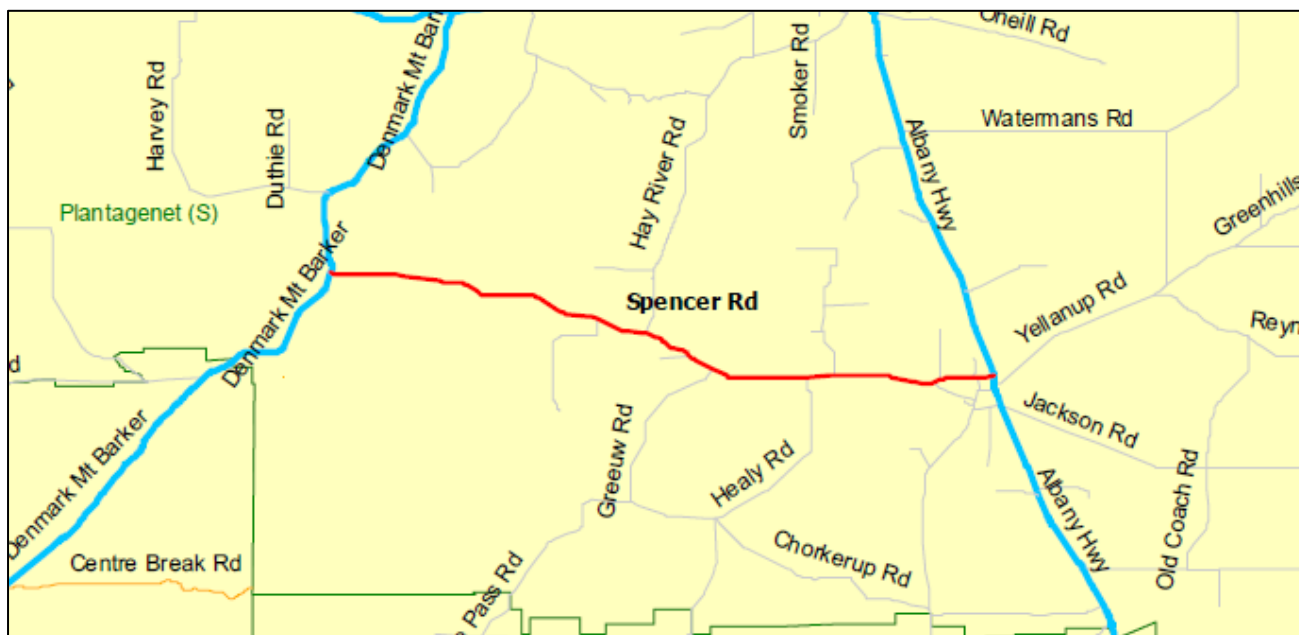 Oneill Rd
Smoker Rd
Denmark Mt Bar
Harvey Rd
Duthie Rd
Watermans Rd
Albany Hwy
Hay River Rd
Plantagenet (S)
Greenhills
Denmark Mt Barker
Spencer Rd
Yellanup Rd
Reyn
d
Jackson Rd
Denmark Mt Barker
Greeuw Rd
Healy Rd
Old Coach Rd
Albany Hwy
Chorkerup Rd
Centre Break Rd
Pass Rd